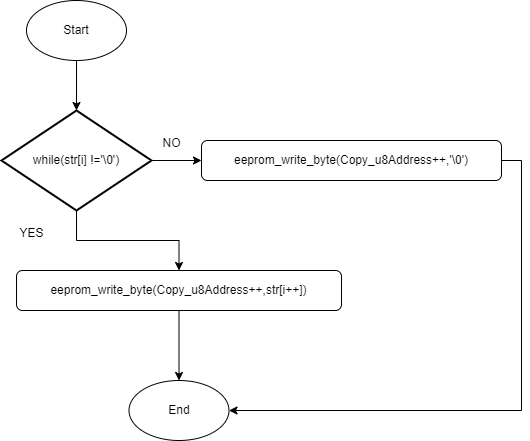 Start
while(str[i] !='\0')
NO
eeprom_write_byte(Copy_u8Address++,'\0')
YES
eeprom_write_byte(Copy_u8Address++,str[i++])
End